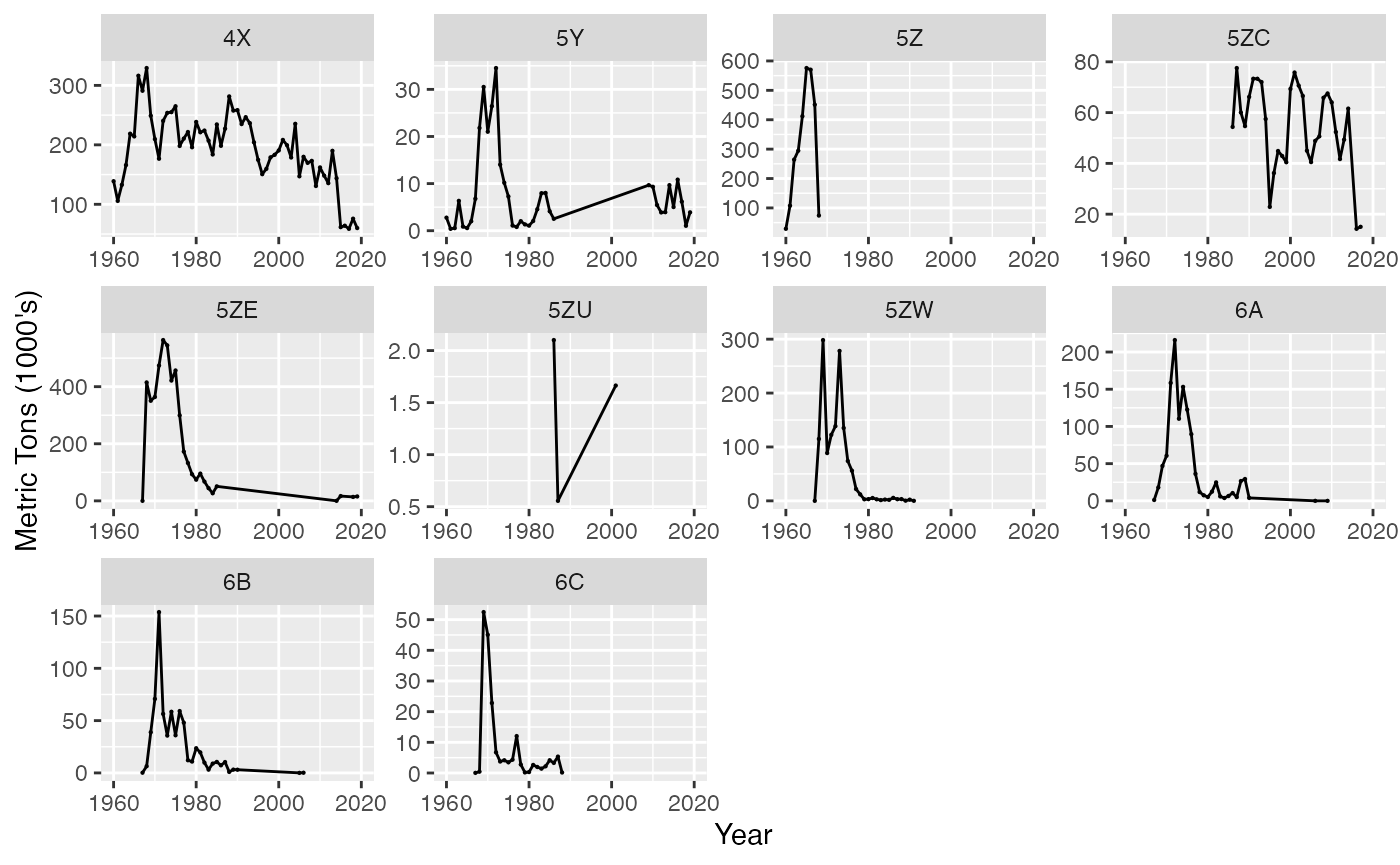 4X 5Y 5Z 5ZC
300 200 100
30 20 10 0
600 500 400 300 200 100
80 60 40 20
1960 1980 2000 2020 1960 1980 2000 2020 1960 1980 2000 2020 1960 1980 2000 2020
5ZE 5ZU 5ZW 6A
400 200 0
2.0 1.5 1.0 0.5
300 200 100 0
200 150 100 50 0
1960 1980 2000 2020 1960 1980 2000 2020 1960 1980 2000 2020 1960 1980 2000 2020
6B 6C
150 100 50 0
50 40 30 20 10 0
1960 1980 2000 2020 1960 1980 2000 2020
Metric Tons (1000's)
Year